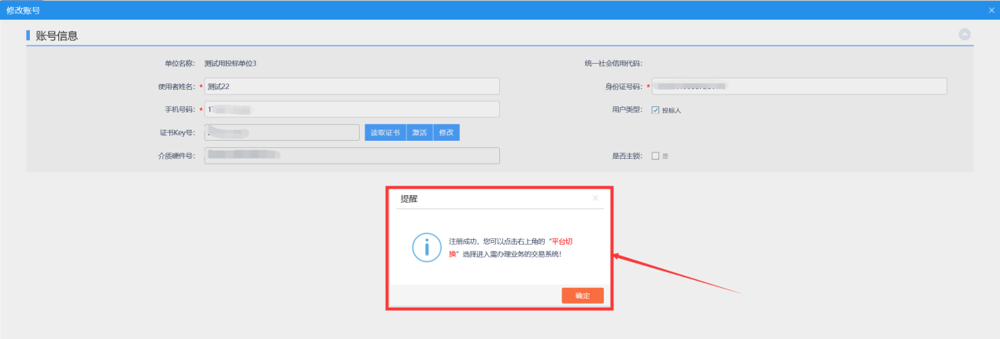 修改账号
账号信息
单位名称： 测试用投标单位3 统一社会信用代码：
使用者姓名：* 测试22 身份证号码：*
手机号码：* 1 用户类型： 投标人
证书Key号： 读取证书 激活 修改
介质硬件号： 是否主锁： 是
提醒
注册成功，您可以点击右上角的“平台切
换”选择进入需办理业务的交易系统！
确定